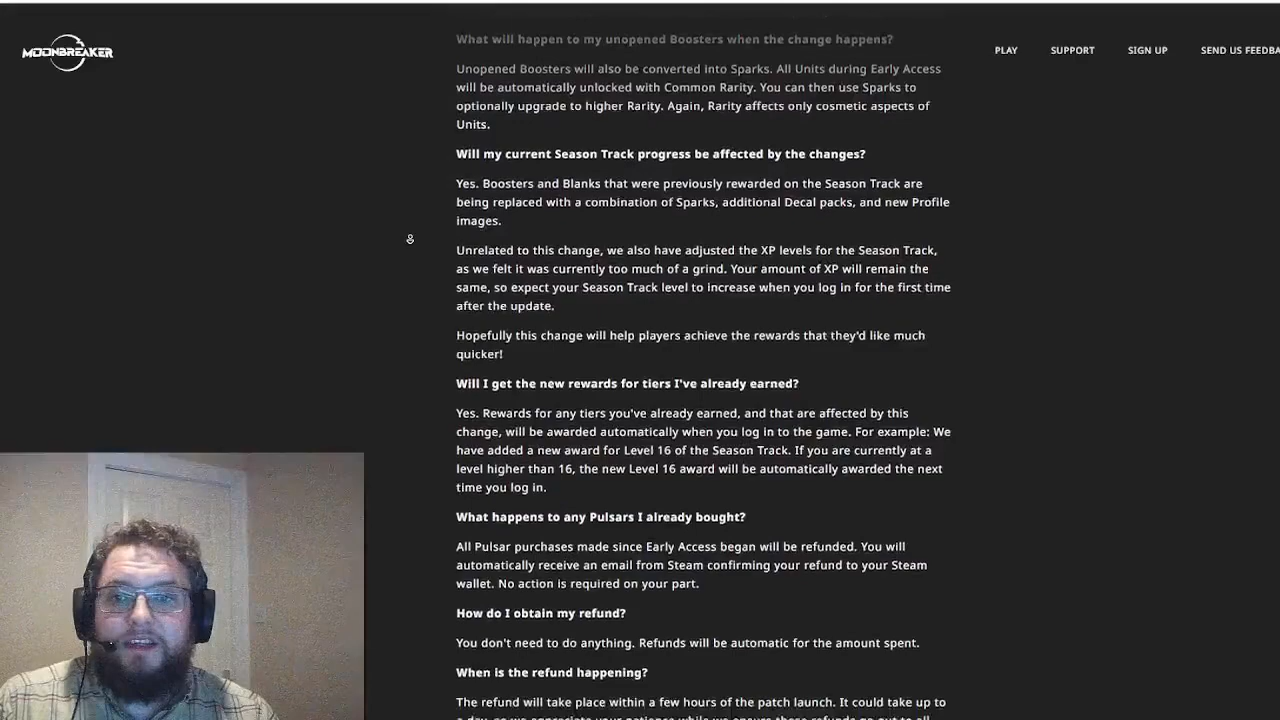 MOONBREAKER
PLAY SUPPORT SIGN UP SEND US FEEDBA
What will happen to my unopened Boosters when the change happens?
Unopened Boosters will also be converted into Sparks. All Units during Early Access
will be automatically unlocked with Common Rarity. You can then use Sparks to
optionally upgrade to higher Rarity. Again, Rarity affects only cosmetic aspects of
Units.
Will my current Season Track progress be affected by the changes?
Yes. Boosters and Blanks that were previously rewarded on the Season Track are
being replaced with a combination of Sparks, additional Decal packs, and new Profile
images.
Unrelated to this change, we also have adjusted the XP levels for the Season Track,
as we felt it was currently too much of a grind. Your amount of XP will remain the
same, so expect your Season Track level to increase when you log in for the first time
after the update.
Hopefully this change will help players achieve the rewards that they'd like much
quicker!
Will I get the new rewards for tiers I've already earned?
Yes. Rewards for any tiers you've already earned, and that are affected by this
change, will be awarded automatically when you log in to the game. For example: We
have added a new award for Level 16 of the Season Track. If you are currently at a
level higher than 16, the new Level 16 award will be automatically awarded the next
time you log in.
What happens to any Pulsars I already bought?
All Pulsar purchases made since Early Access began will be refunded. You will
automatically receive an email from Steam confirming your refund to your Steam
wallet. No action is required on your part.
How do I obtain my refund?
You don't need to do anything. Refunds will be automatic for the amount spent.
When is the refund happening?
The refund will take place within a few hours of the patch launch. It could take up to